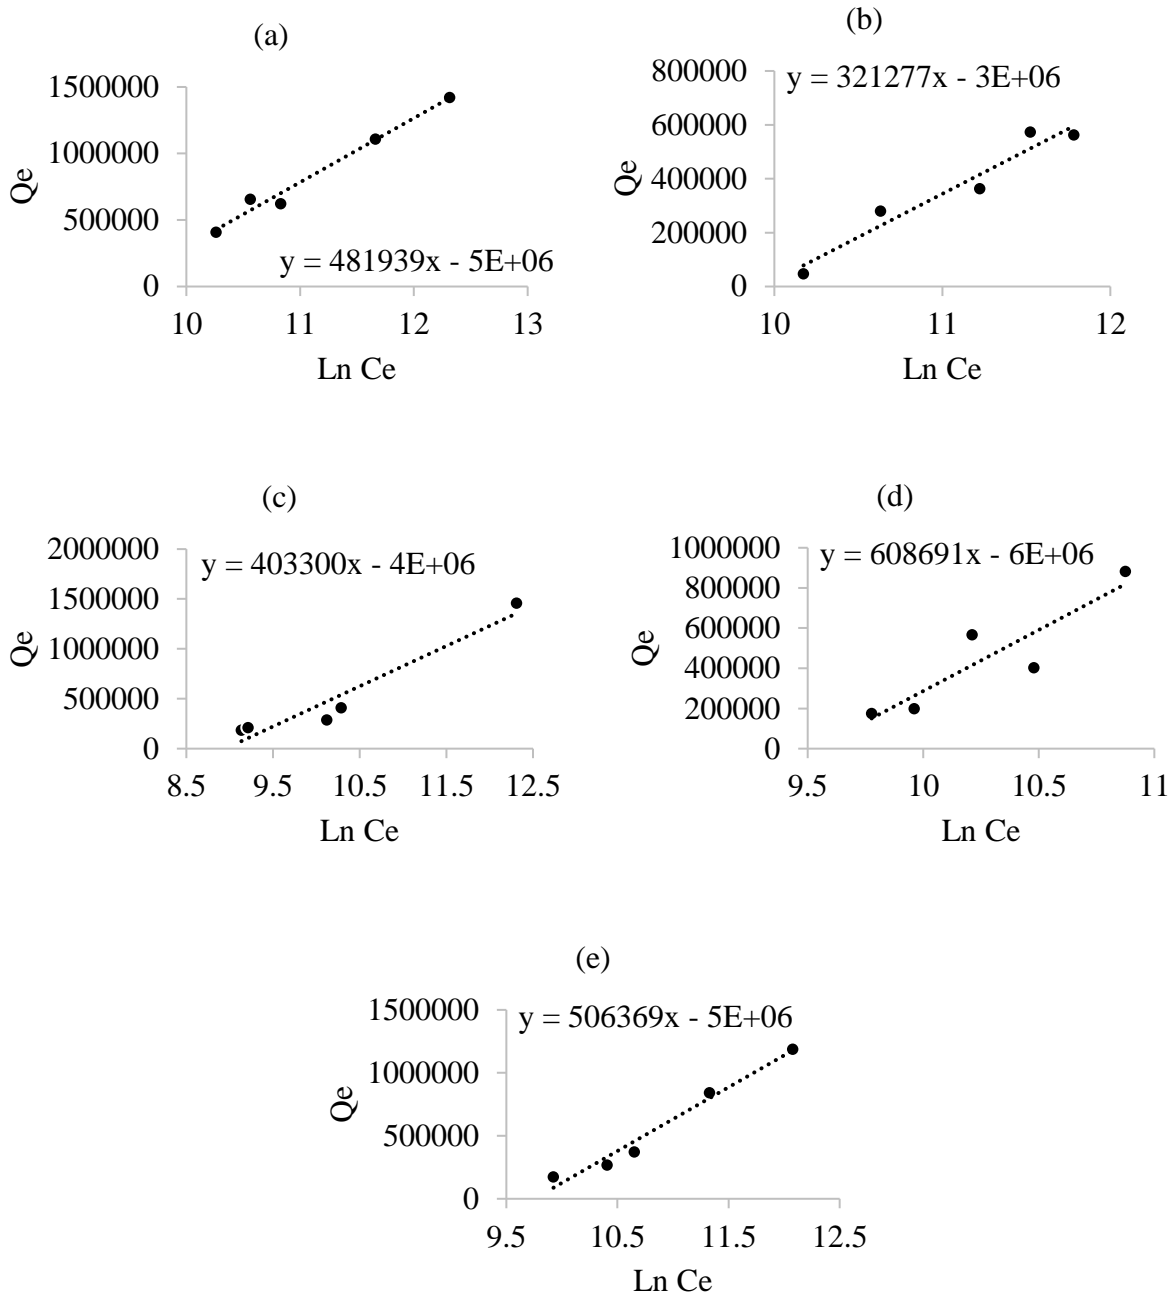 (a)
1500000
1000000
500000
0
Qe
y = 481939x - 5E+06
10 11 12 13
Ln Ce
(b)
800000
600000
400000
200000
0
Qe
y = 321277x - 3E+06
10 11 12
Ln Ce
(c)
2000000
1500000
1000000
500000
0
Qe
y = 403300x - 4E+06
8.5 9.5 10.5 11.5 12.5
Ln Ce
(d)
1000000
800000
600000
400000
200000
0
Qe
y = 608691x - 6E+06
9.5 10 10.5 11
Ln Ce
(e)
1500000
1000000
500000
0
Qe
y = 506369x - 5E+06
9.5 10.5 11.5 12.5
Ln Ce